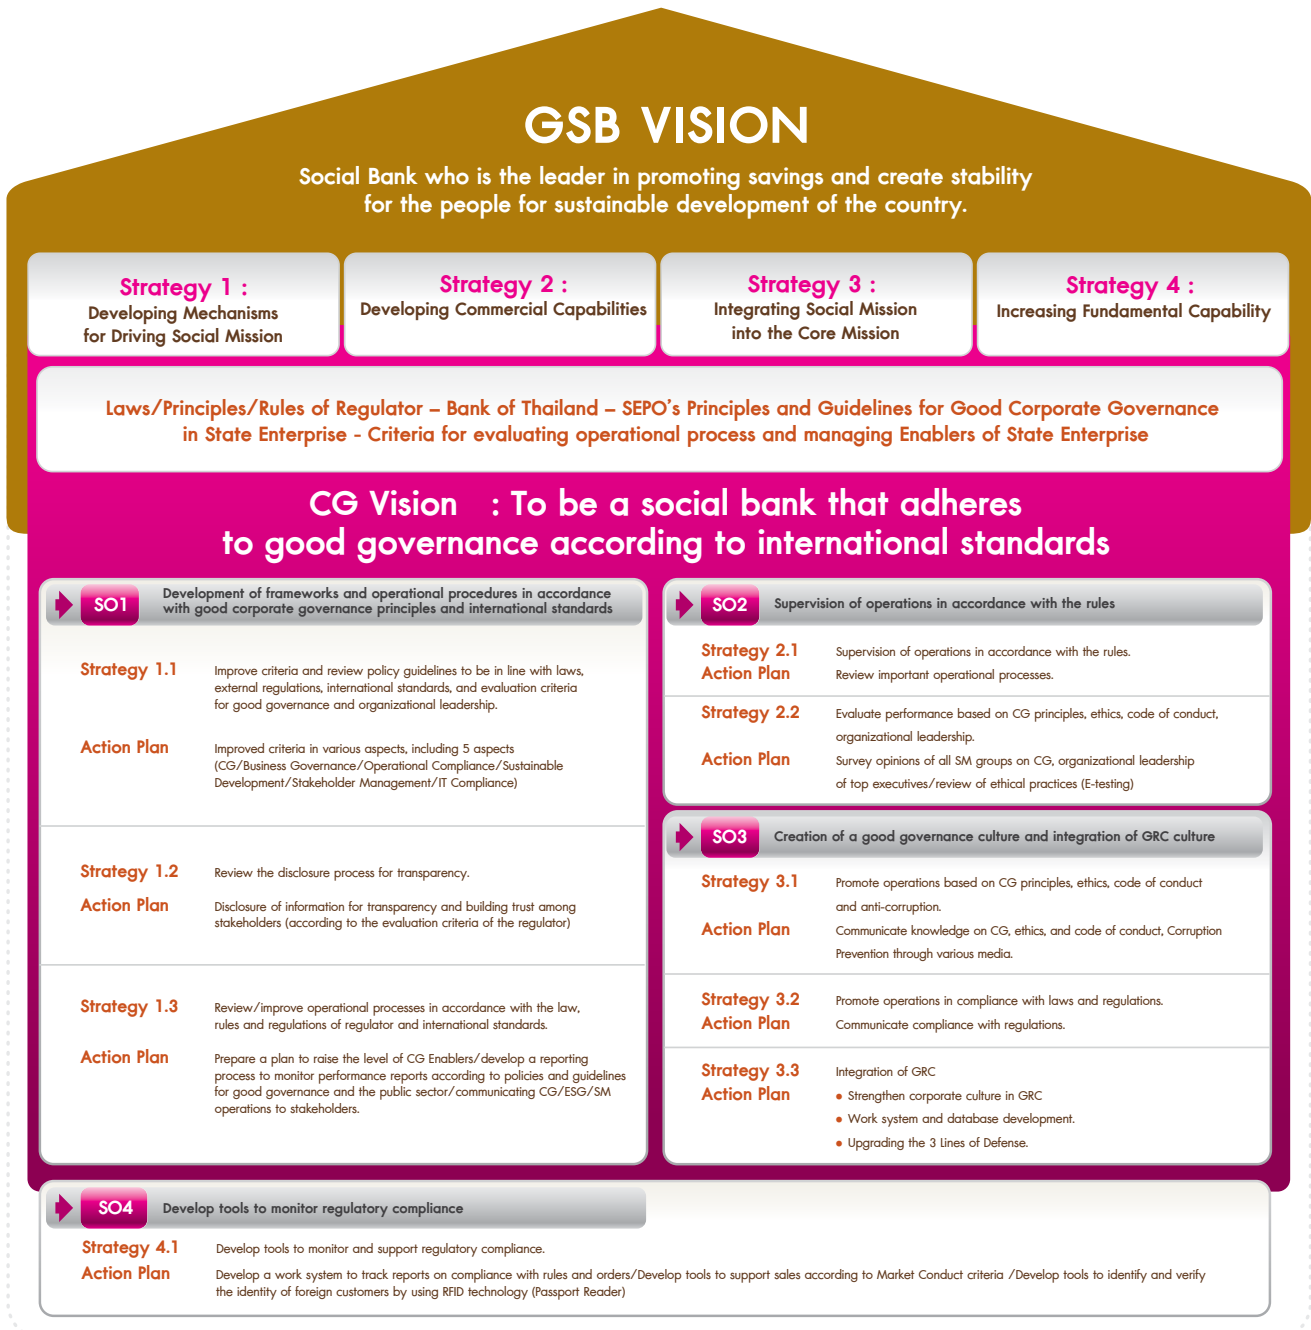 GSB VISION
Social Bank who is the leader in promoting savings and create stability
for the people for sustainable development of the country.
Strategy 1 :
Developing Mechanisms
for Driving Social Mission
Strategy 2 :
Developing Commercial Capabilities
Strategy 3 :
Integrating Social Mission
into the Core Mission
Strategy 4 :
Increasing Fundamental Capability
Laws/Principles/Rules of Regulator – Bank of Thailand – SEPO's Principles and Guidelines for Good Corporate Governance
in State Enterprise - Criteria for evaluating operational process and managing Enablers of State Enterprise
CG Vision : To be a social bank that adheres
to good governance according to international standards
SO1
Development of frameworks and operational procedures in accordance
with good corporate governance principles and international standards
Strategy 1.1
Improve criteria and review policy guidelines to be in line with laws,
external regulations, international standards, and evaluation criteria
for good governance and organizational leadership.
Action Plan
Improved criteria in various aspects, including 5 aspects
(CG/Business Governance/Operational Compliance/Sustainable
Development/Stakeholder Management/IT Compliance)
Strategy 1.2
Review the disclosure process for transparency.
Action Plan
Disclosure of information for transparency and building trust among
stakeholders (according to the evaluation criteria of the regulator)
Strategy 1.3
Review/improve operational processes in accordance with the law,
rules and regulations of regulator and international standards.
Action Plan
Prepare a plan to raise the level of CG Enablers/develop a reporting
process to monitor performance reports according to policies and guidelines
for good governance and the public sector/communicating CG/ESG/SM
operations to stakeholders.
SO2
Supervision of operations in accordance with the rules
Strategy 2.1
Supervision of operations in accordance with the rules.
Action Plan
Review important operational processes.
Strategy 2.2
Evaluate performance based on CG principles, ethics, code of conduct,
organizational leadership.
Action Plan
Survey opinions of all SM groups on CG, organizational leadership
of top executives/review of ethical practices (E-testing)
SO3
Creation of a good governance culture and integration of GRC culture
Strategy 3.1
Promote operations based on CG principles, ethics, code of conduct
and anti-corruption.
Action Plan
Communicate knowledge on CG, ethics, and code of conduct, Corruption
Prevention through various media.
Strategy 3.2
Promote operations in compliance with laws and regulations.
Action Plan
Communicate compliance with regulations.
Strategy 3.3
Integration of GRC
Action Plan
• Strengthen corporate culture in GRC
• Work system and database development.
• Upgrading the 3 Lines of Defense.
SO4
Develop tools to monitor regulatory compliance
Strategy 4.1
Develop tools to monitor and support regulatory compliance.
Action Plan
Develop a work system to track reports on compliance with rules and orders/Develop tools to support sales according to Market Conduct criteria /Develop tools to identify and verify
the identity of foreign customers by using RFID technology (Passport Reader)